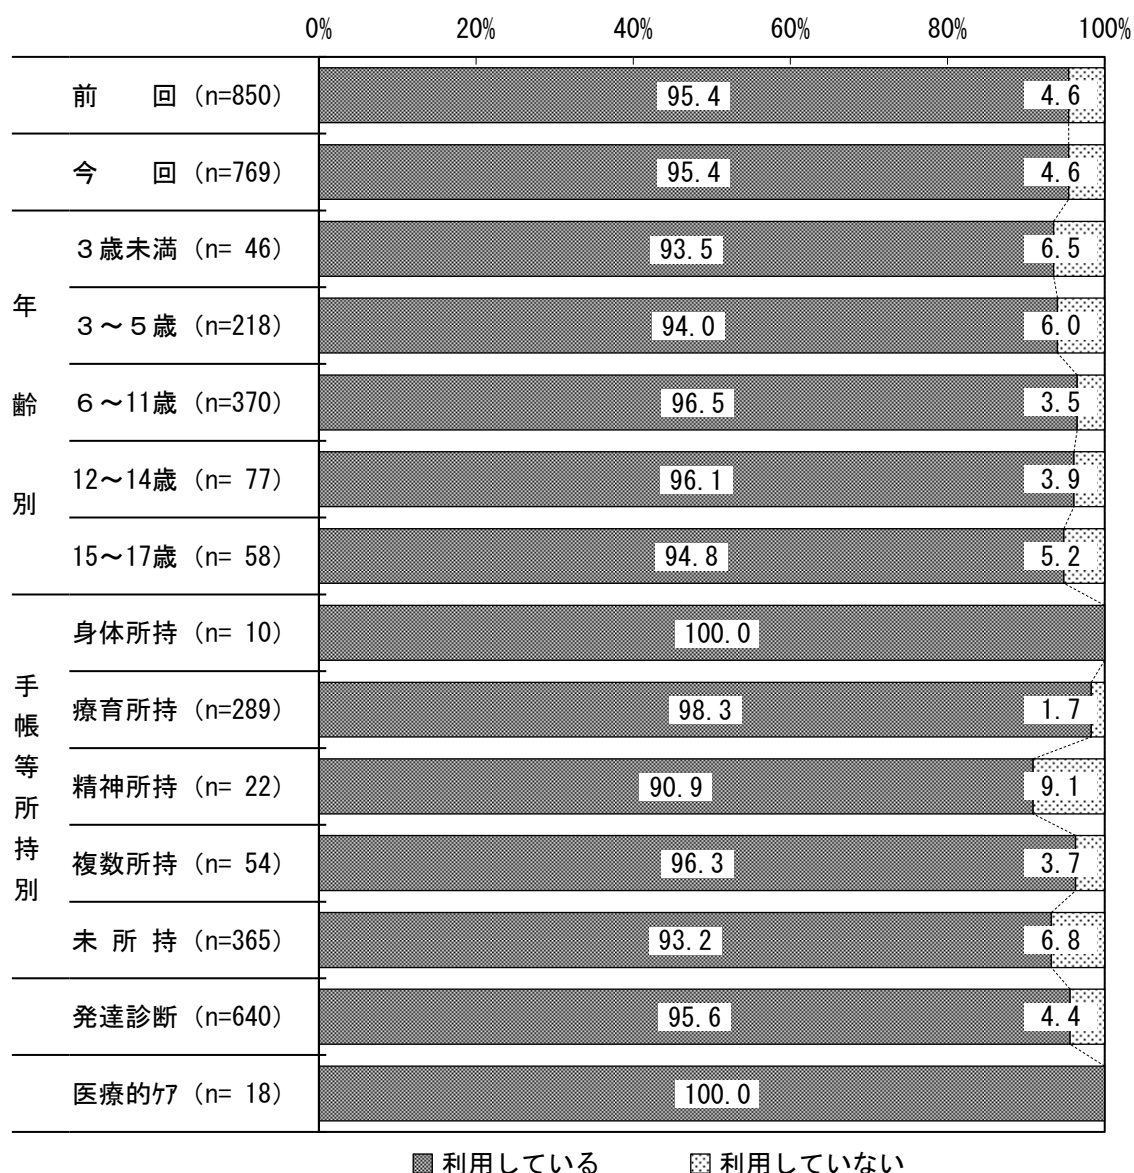 0% 20% 40% 60% 80% 100%
前 回 (n=850) 95.4 4.6
今 回 (n=769) 95.4 4.6
年齢別
３歳未満 (n= 46) 93.5 6.5
３～５歳 (n=218) 94.0 6.0
６～11歳 (n=370) 96.5 3.5
12～14歳 (n= 77) 96.1 3.9
15～17歳 (n= 58) 94.8 5.2
手帳等所持別
身体所持 (n= 10) 100.0
療育所持 (n=289) 98.3 1.7
精神所持 (n= 22) 90.9 9.1
複数所持 (n= 54) 96.3 3.7
未 所 持 (n=365) 93.2 6.8
発達診断 (n=640) 95.6 4.4
医療的ｹｱ (n= 18) 100.0
利用している 利用していない